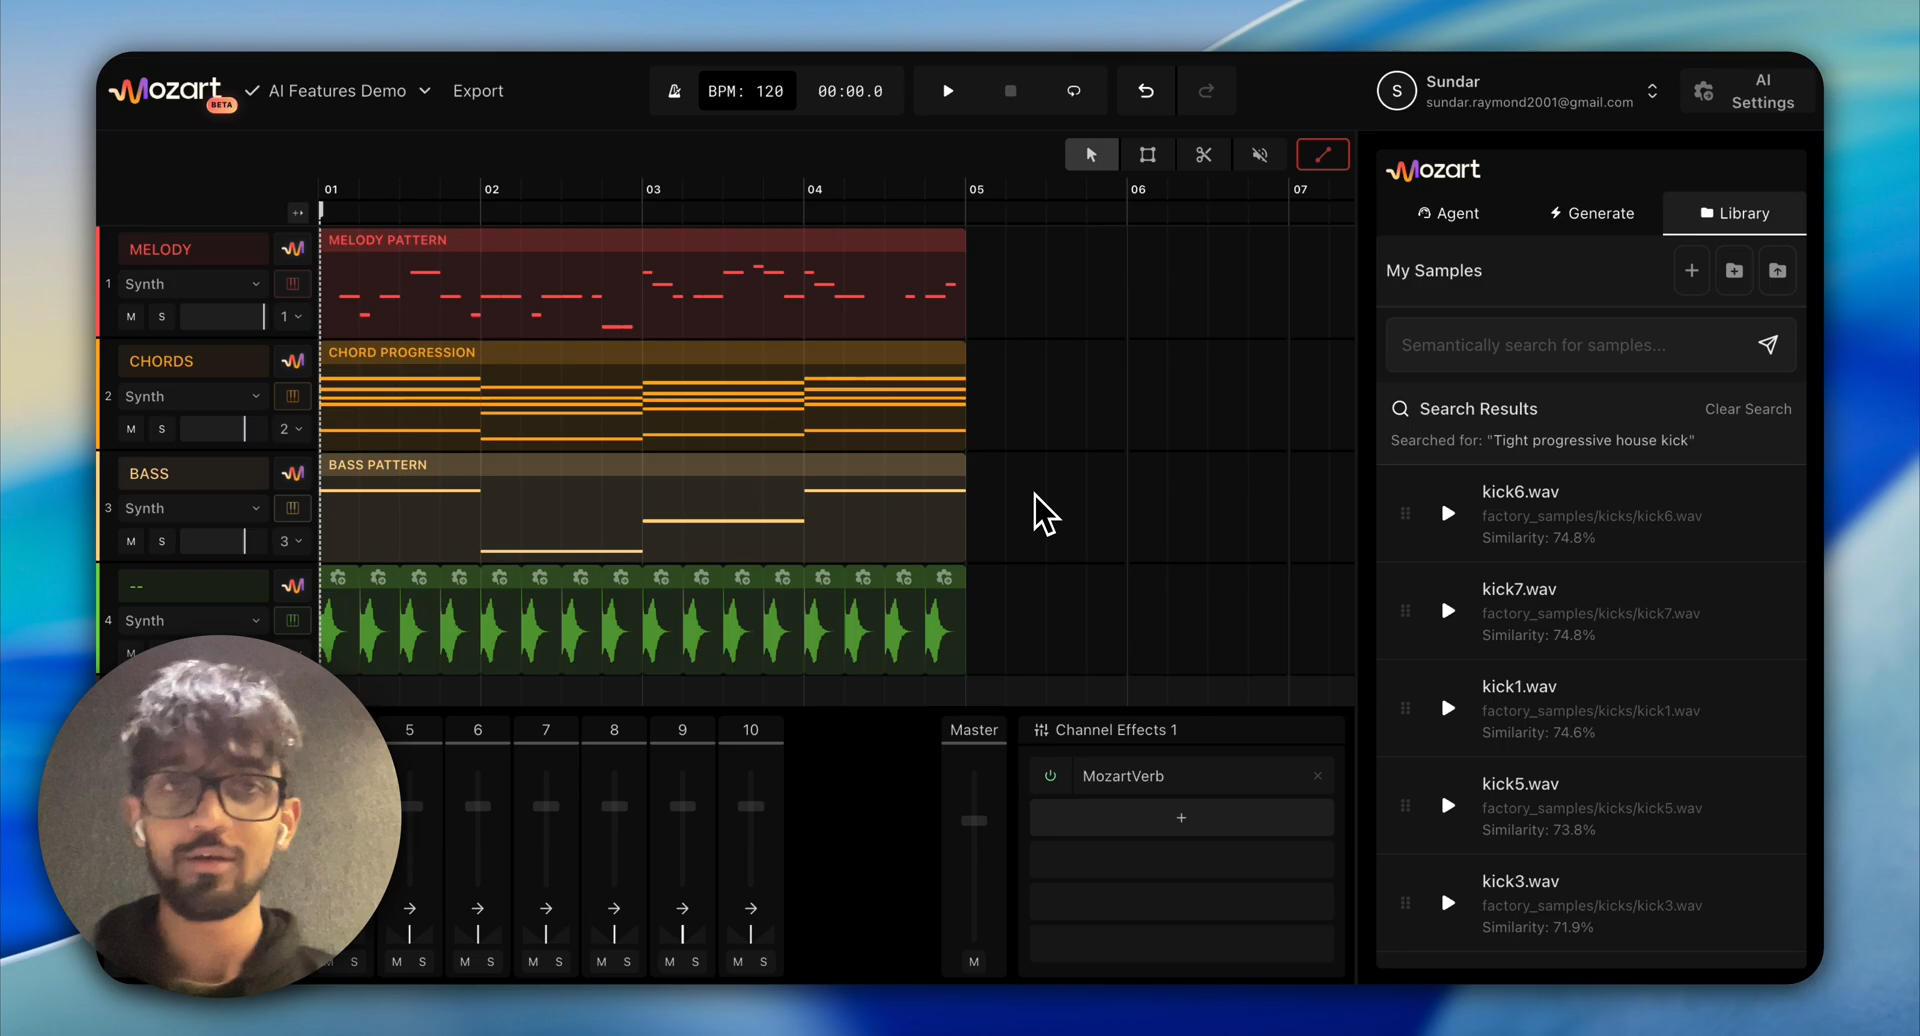 Mozart
BETA
AI Features Demo
Export
BPM: 120
00:00.0
S
Sundar
sundar.raymond2001@gmail.com
AI
Settings
01
02
03
04
05
06
07
MELODY
1
Synth
M
S
1
MELODY PATTERN
CHORDS
2
Synth
M
S
2
CHORD PROGRESSION
BASS
3
Synth
M
S
3
BASS PATTERN
--
4
Synth
M
5
6
7
8
9
10
M
S
M
S
M
S
M
S
M
S
M
S
M
S
Master
M
Channel Effects 1
MozartVerb
+
Mozart
Agent
Generate
Library
My Samples
Semantically search for samples...
Search Results
Clear Search
Searched for: "Tight progressive house kick"
kick6.wav
factory_samples/kicks/kick6.wav
Similarity: 74.8%
kick7.wav
factory_samples/kicks/kick7.wav
Similarity: 74.8%
kick1.wav
factory_samples/kicks/kick1.wav
Similarity: 74.6%
kick5.wav
factory_samples/kicks/kick5.wav
Similarity: 73.8%
kick3.wav
factory_samples/kicks/kick3.wav
Similarity: 71.9%